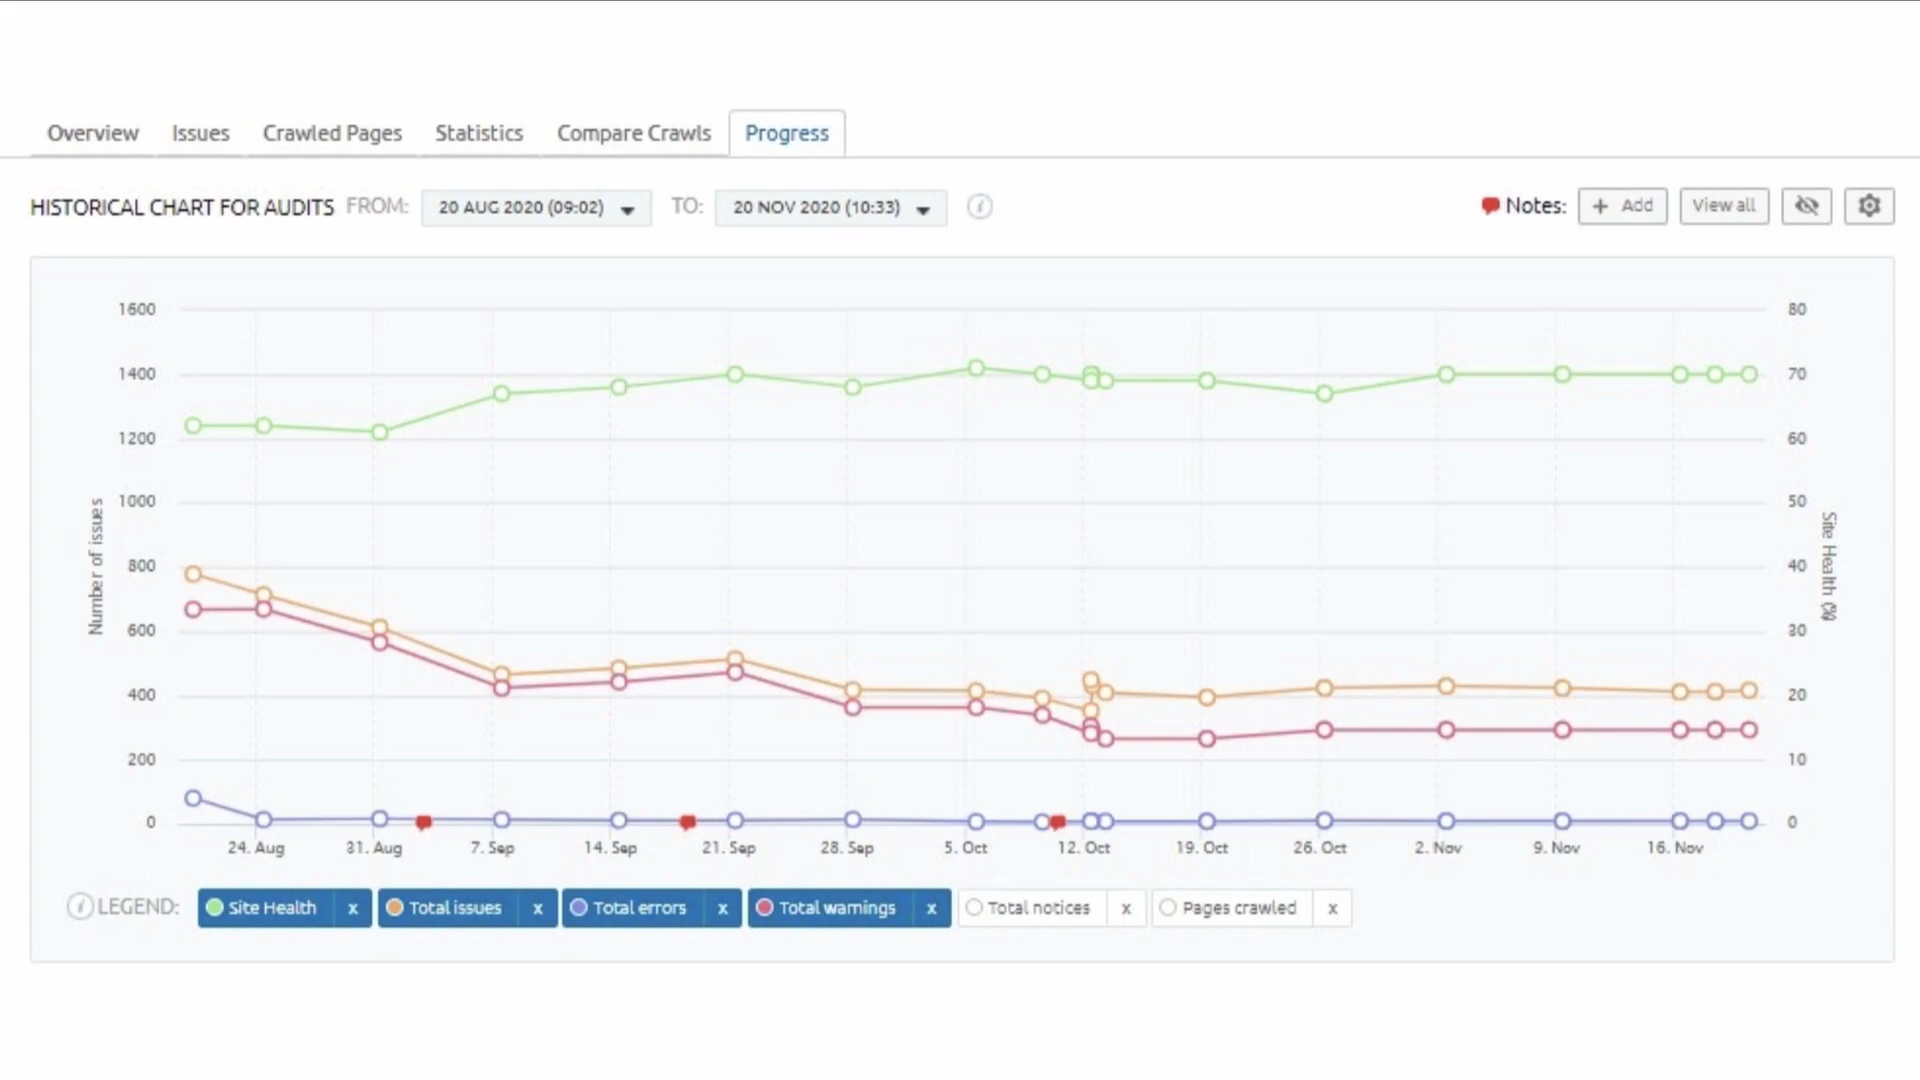 Overview Issues Crawled Pages Statistics Compare Crawls Progress
HISTORICAL CHART FOR AUDITS FROM: 20 AUG 2020 (09:02) TO: 20 NOV 2020 (10:33) i Notes: + Add View all
1600 80
1400 70
1200 60
1000 50
800 40
600 30
400 20
200 10
0 0
Number of issues
Site Health (%)
24. Aug 31. Aug 7. Sep 14. Sep 21. Sep 28. Sep 5. Oct 12. Oct 19. Oct 26. Oct 2. Nov 9. Nov 16. Nov
i LEGEND: Site Health x Total issues x Total errors x Total warnings x Total notices x Pages crawled x